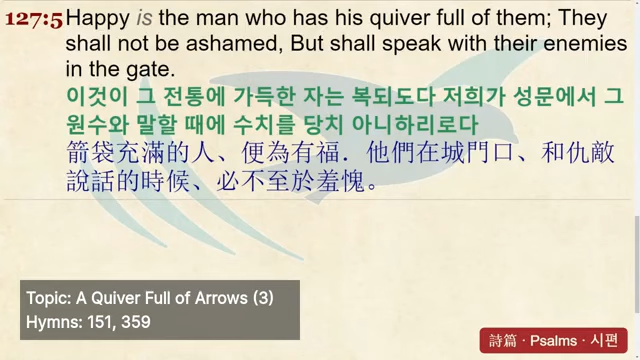 127:5 Happy is the man who has his quiver full of them; They
shall not be ashamed, But shall speak with their enemies
in the gate.
이것이 그 전통에 가득한 자는 복되도다 저희가 성문에서 그
원수와 말할 때에 수치를 당치 아니하리로다
箭袋充滿的人、便為有福．他們在城門口、和仇敵
說話的時候、必不至於羞愧。
Topic: A Quiver Full of Arrows (3)
Hymns: 151, 359
詩篇 · Psalms · 시편